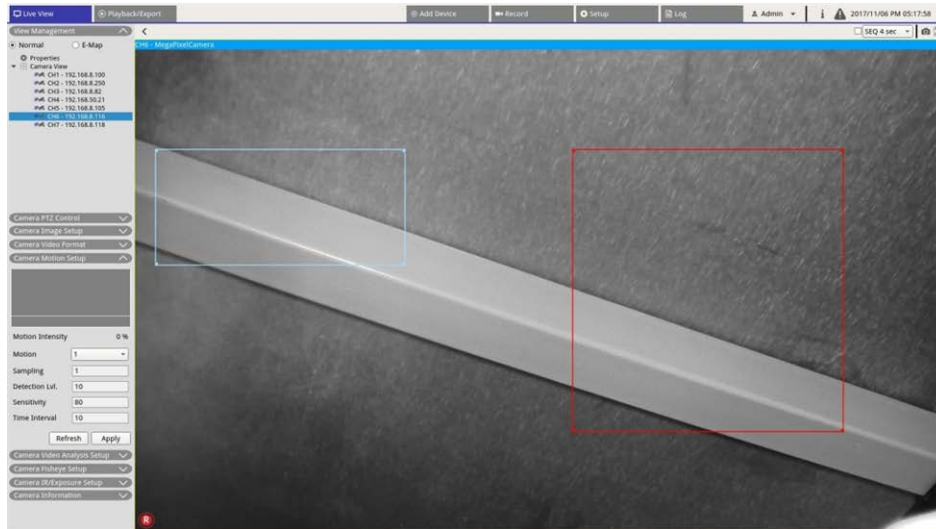 Live View
Playback/Export
Add Device
Record
Setup
Log
Admin
i
2017/11/06 PM 05:17:58
View Management
SEQ 4 sec
Normal
E-Map
CH6 - MegaPixelCamera
Properties
Camera View
CH1 - 192.168.8.100
CH2 - 192.168.8.250
CH3 - 192.168.8.82
CH4 - 192.168.50.21
CH5 - 192.168.8.105
CH6 - 192.168.8.116
CH7 - 192.168.8.118
Camera PTZ Control
Camera Image Setup
Camera Video Format
Camera Motion Setup
Motion Intensity 0 %
Motion 1
Sampling 1
Detection Lvl. 10
Sensitivity 80
Time Interval 10
Refresh Apply
Camera Video Analysis Setup
Camera Fisheye Setup
Camera IR/Exposure Setup
Camera Information
R